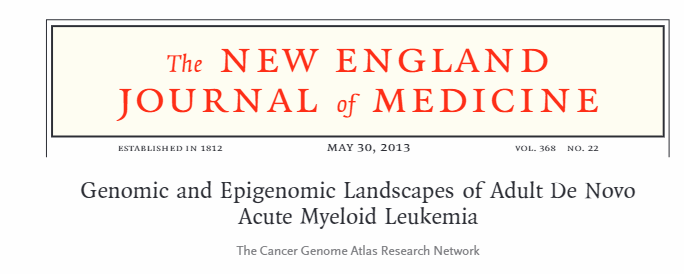 The NEW ENGLAND
JOURNAL of MEDICINE
ESTABLISHED IN 1812 MAY 30, 2013 VOL. 368 NO. 22
Genomic and Epigenomic Landscapes of Adult De Novo
Acute Myeloid Leukemia
The Cancer Genome Atlas Research Network